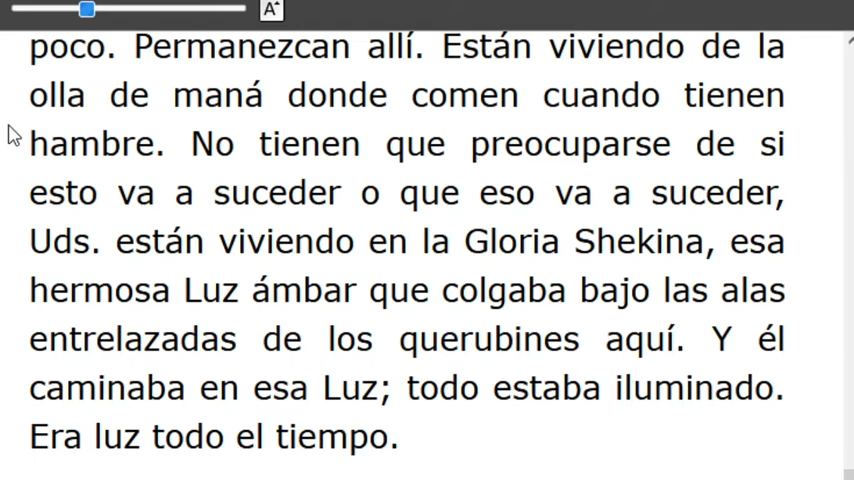 A
poco. Permanezcan allí. Están viviendo de la
olla de maná donde comen cuando tienen
hambre. No tienen que preocuparse de si
esto va a suceder o que eso va a suceder,
Uds. están viviendo en la Gloria Shekina, esa
hermosa Luz ámbar que colgaba bajo las alas
entrelazadas de los querubines aquí. Y él
caminaba en esa Luz; todo estaba iluminado.
Era luz todo el tiempo.